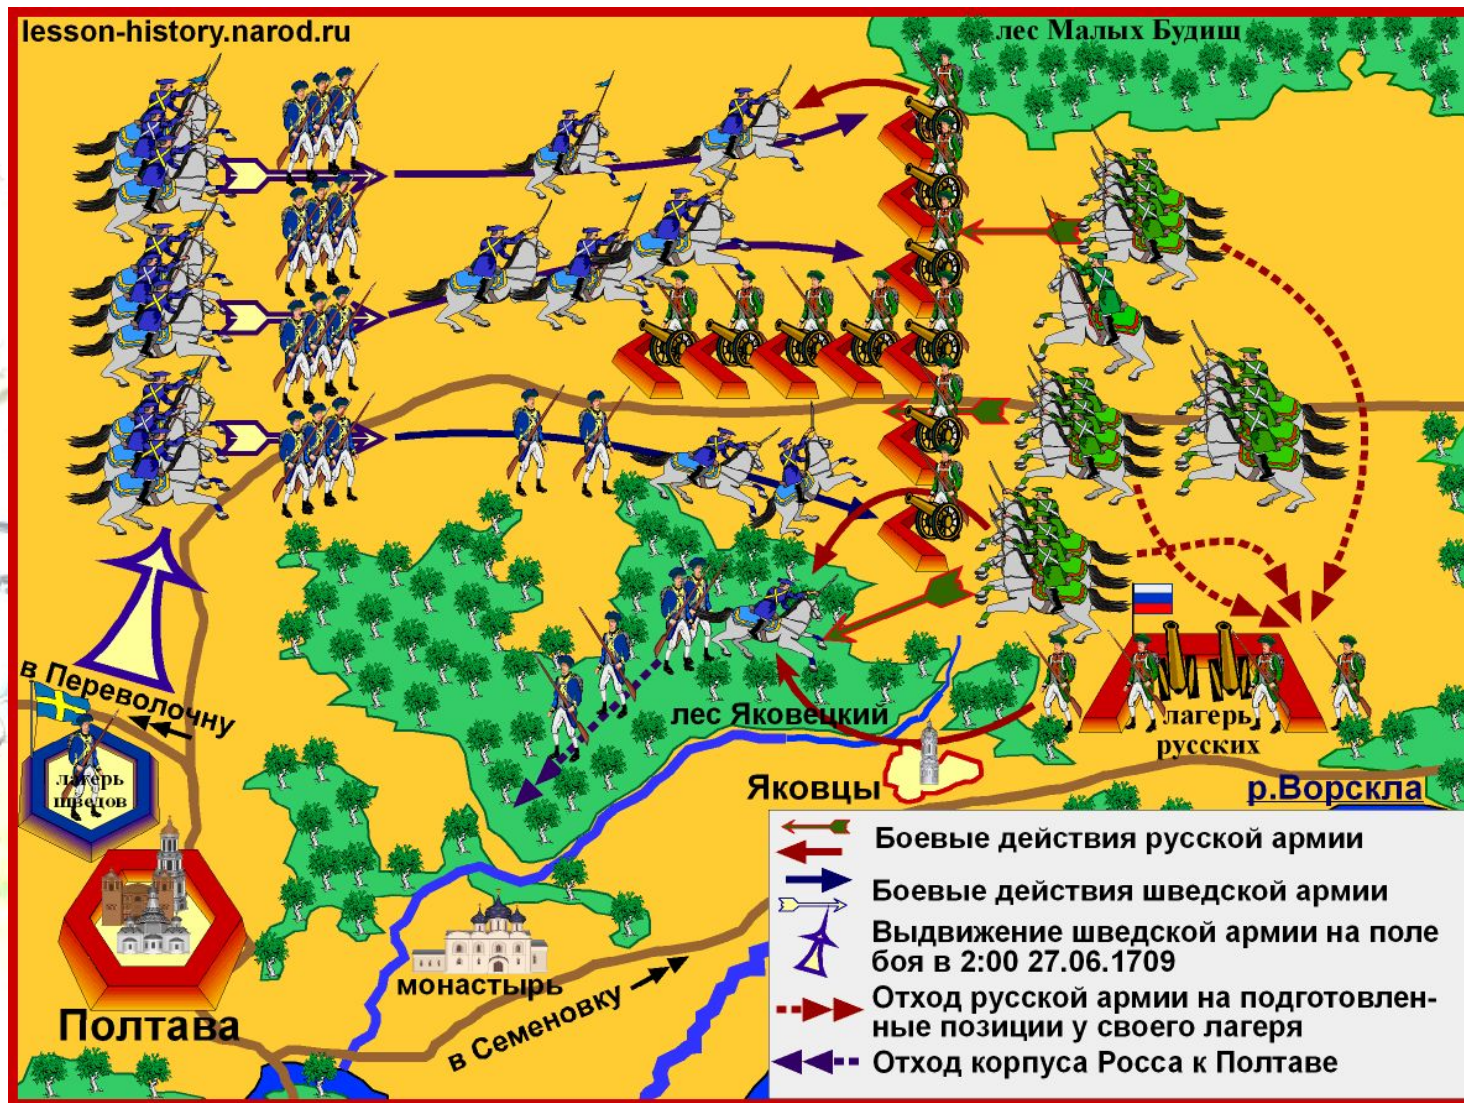 lesson-history.narod.ru
лес Малых Будищ
в Переволочну
лагерь
шведов
лес Яковецкий
лагерь
русских
Яковцы
р.Ворскла
Полтава
монастырь
в Семеновку
Боевые действия русской армии
Боевые действия шведской армии
Выдвижение шведской армии на поле
боя в 2:00 27.06.1709
Отход русской армии на подготовлен-
ные позиции у своего лагеря
Отход корпуса Росса к Полтаве